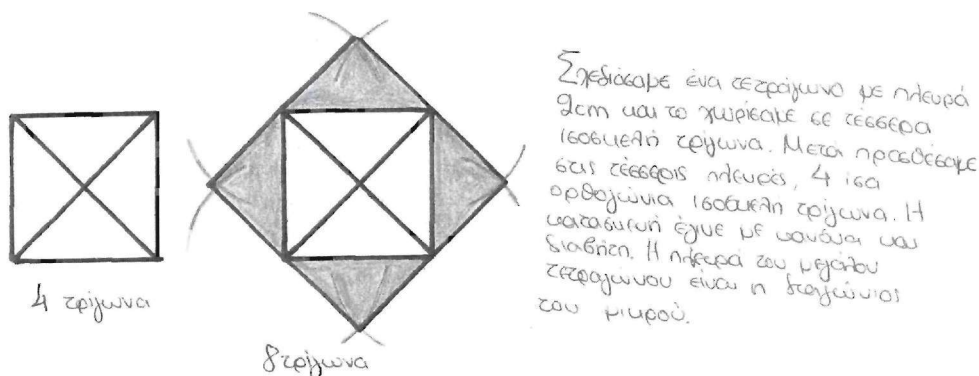 4 τρίγωνα
8 τρίγωνα
Σχεδιάσαμε ένα τετράγωνο με πλευρά
2cm και το χωρίσαμε σε τέσσερα
ισοσκελή τρίγωνα. Μετά προσθέσαμε
στις τέσσερις πλευρές, 4 ίσα
ορθογώνια ισοσκελή τρίγωνα. Η
κατασκευή έγινε με κανόνα και
διαβήτη. Η πλευρά του μεγάλου
τετραγώνου είναι η διαγώνιος
του μικρού.